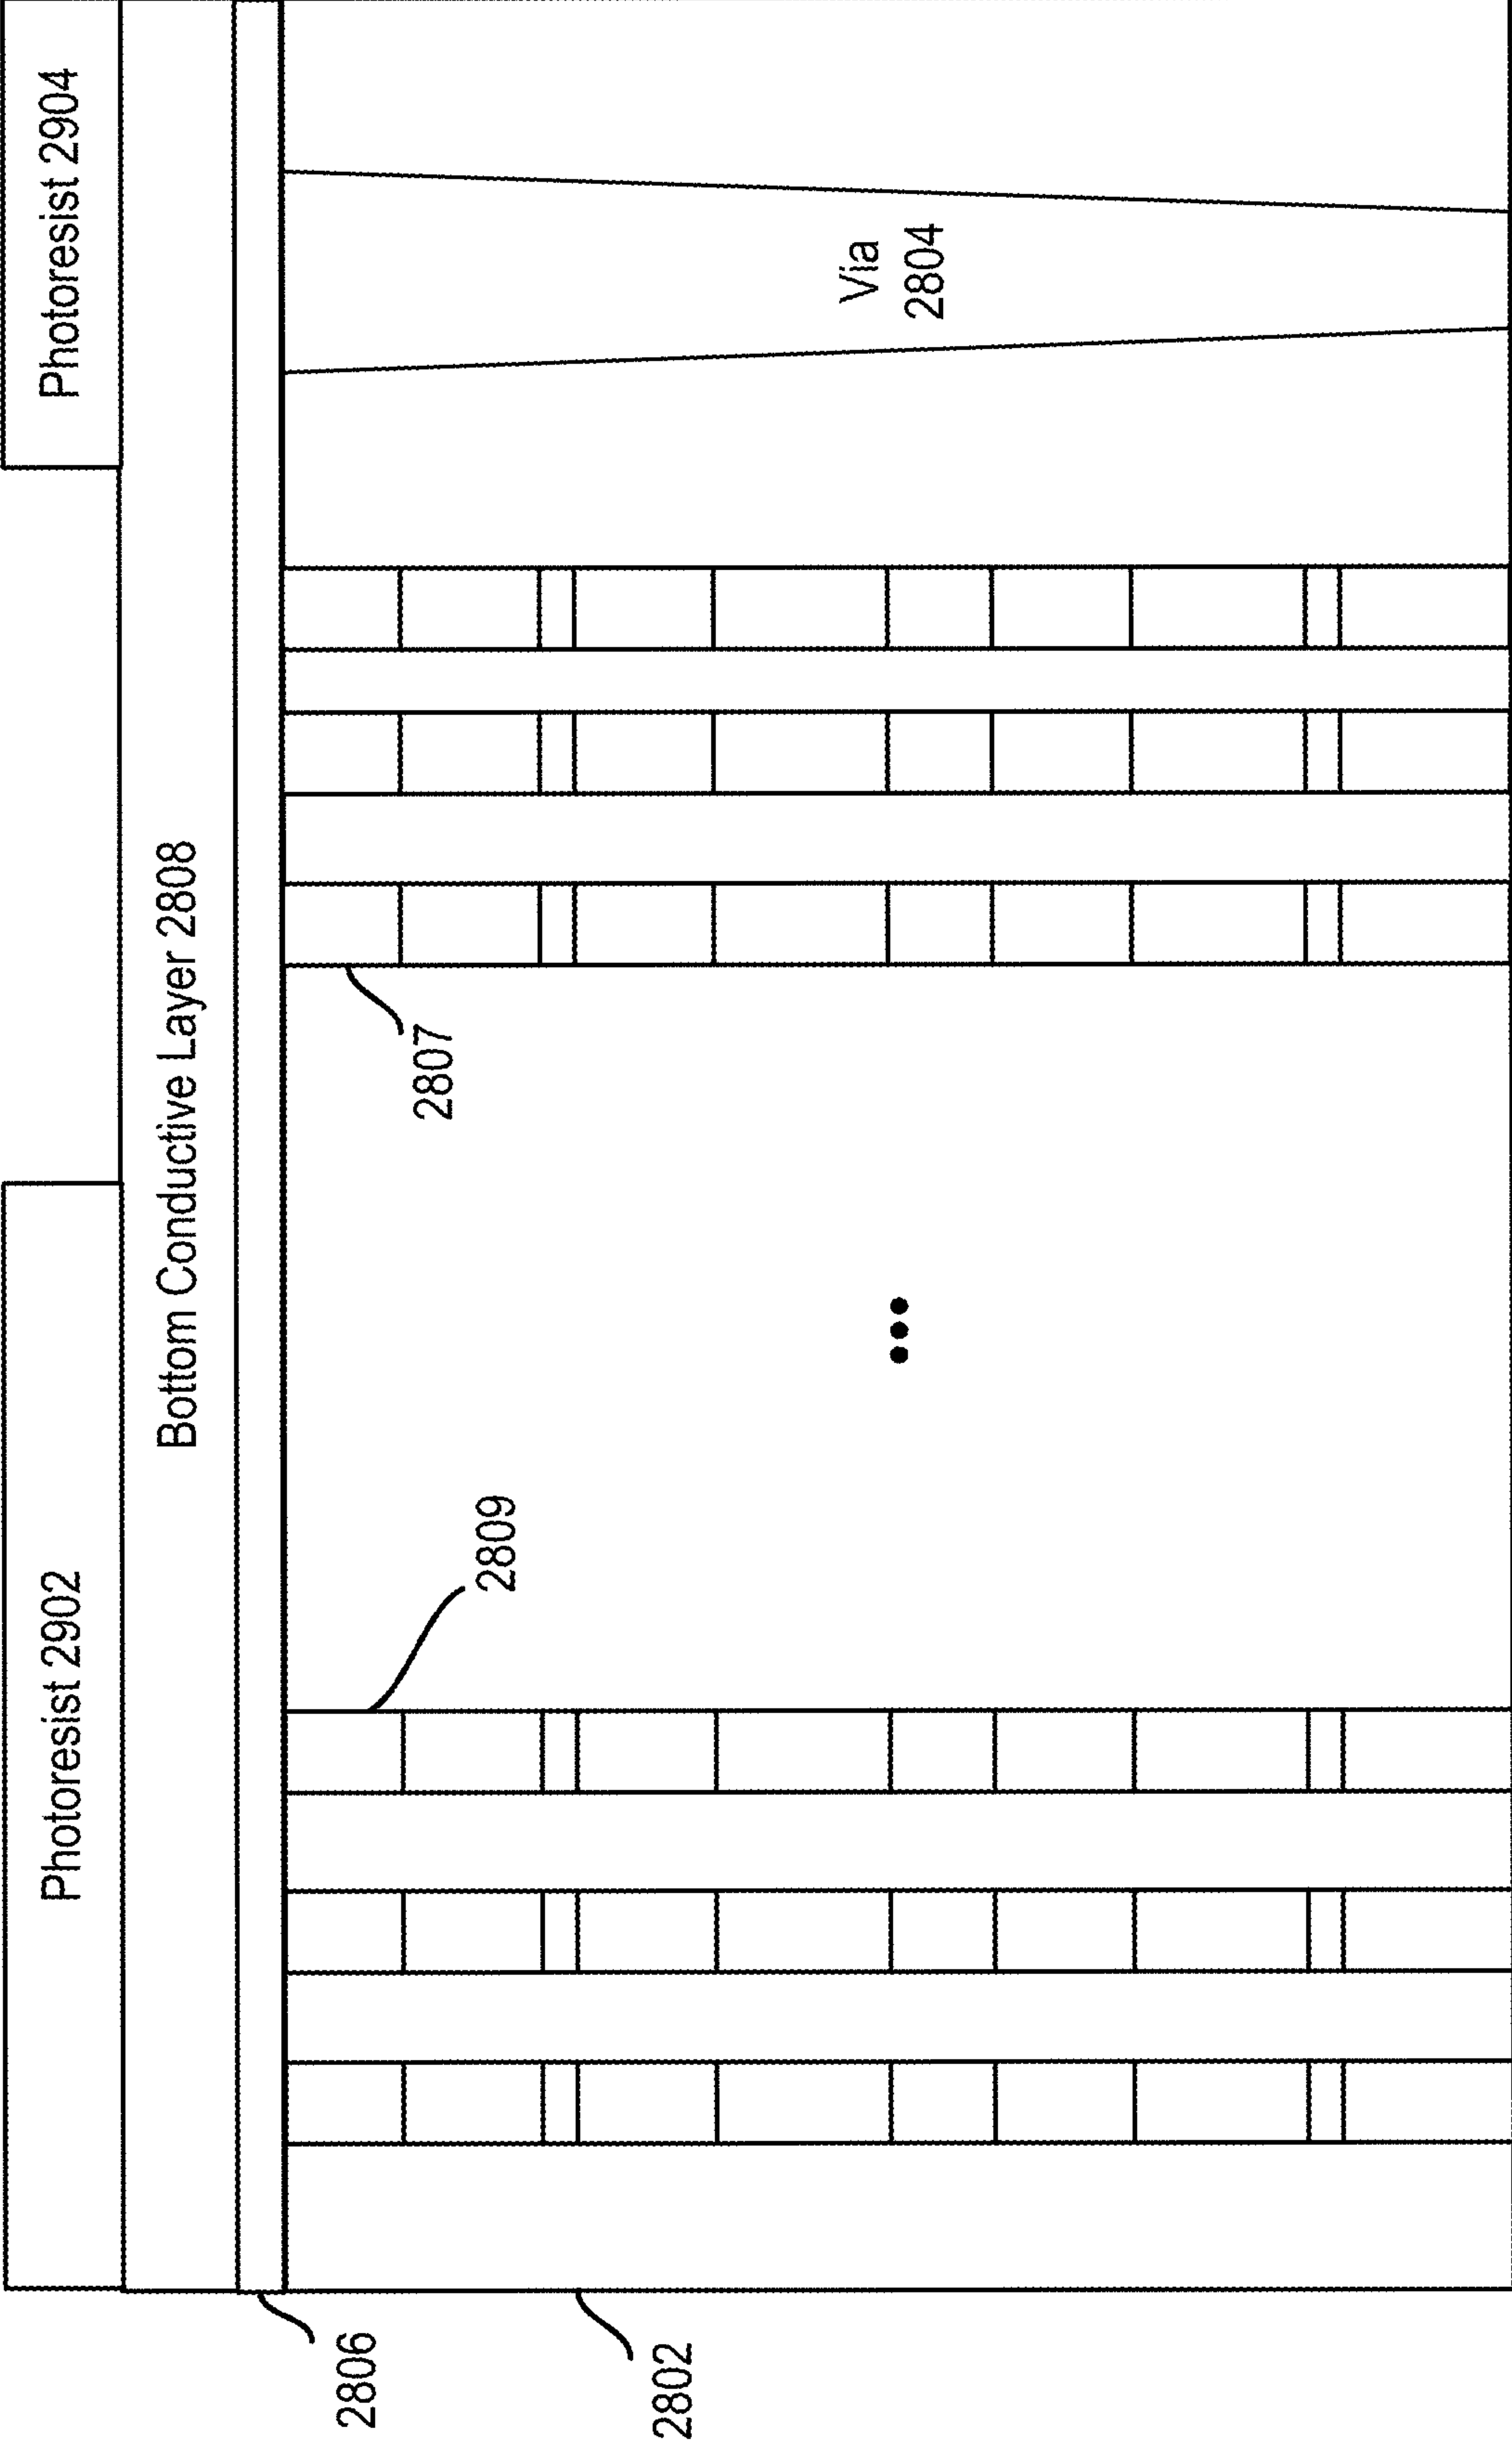 Photoresist 2902
Photoresist 2904
Bottom Conductive Layer 2808
2806
2809
2807
Via
2804
2802